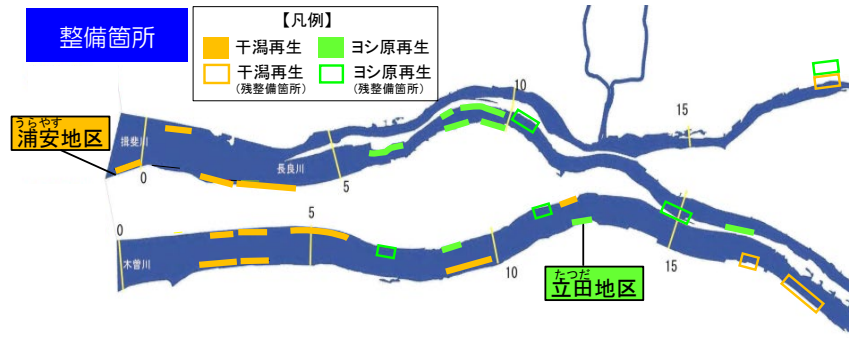 整備箇所
【凡例】
干潟再生
ヨシ原再生
干潟再生
(残整備箇所)
ヨシ原再生
(残整備箇所)
10
15
うらやす
浦安地区
揖斐川
0
長良川
5
0
5
木曽川
10
15
たつだ
立田地区